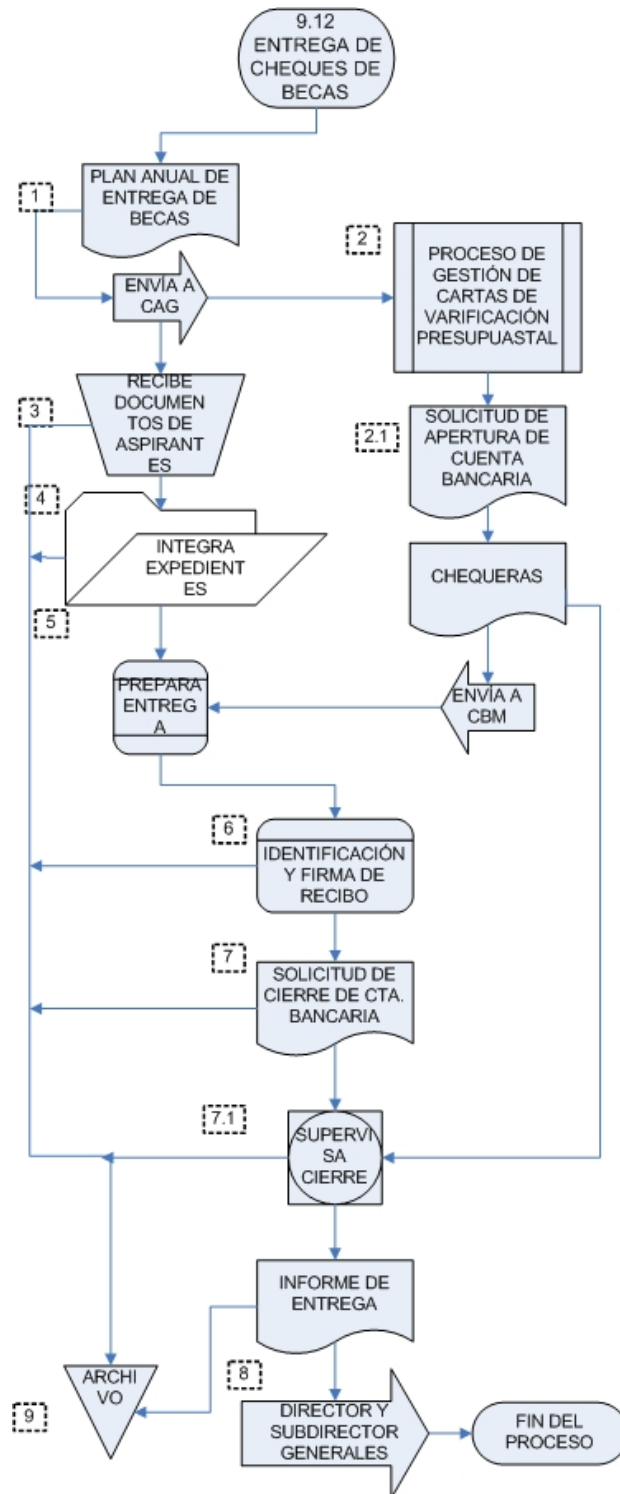 9.12
ENTREGA DE
CHEQUES DE
BECAS
1
PLAN ANUAL DE
ENTREGA DE
BECAS
ENVÍA A
CAG
2
PROCESO DE
GESTIÓN DE
CARTAS DE
VARIFICACIÓN
PRESUPUASTAL
3
RECIBE
DOCUMEN
TOS DE
ASPIRANT
ES
2.1
SOLICITUD DE
APERTURA DE
CUENTA
BANCARIA
4
INTEGRA
EXPEDIENT
ES
CHEQUERAS
5
PREPARA
ENTREG
A
ENVÍA A
CBM
6
IDENTIFICACIÓN
Y FIRMA DE
RECIBO
7
SOLICITUD DE
CIERRE DE CTA.
BANCARIA
7.1
SUPERVI
SA
CIERRE
INFORME DE
ENTREGA
8
DIRECTOR Y
SUBDIRECTOR
GENERALES
FIN DEL
PROCESO
9
ARCHI
VO